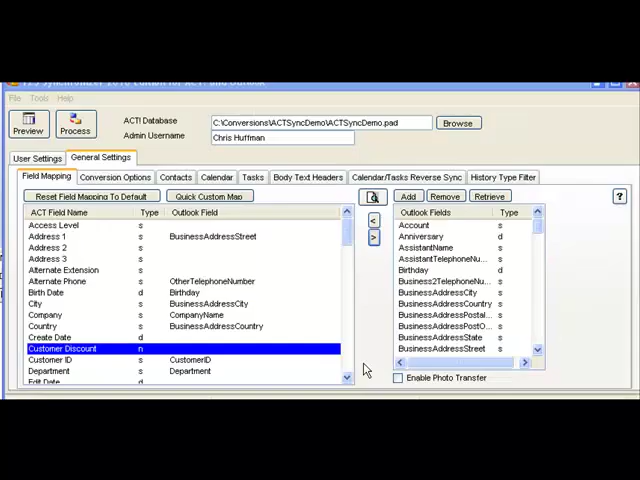 File Tools Help
Preview Process
ACT! Database C:\Conversions\ACTSyncDemo\ACTSyncDemo.pad Browse
Admin Username Chris Huffman
User Settings General Settings
Field Mapping Conversion Options Contacts Calendar Tasks Body Text Headers Calendar/Tasks Reverse Sync History Type Filter
Reset Field Mapping To Default Quick Custom Map Add Remove Retrieve ?
ACT Field Name Type Outlook Field
Access Level s
Address 1 s BusinessAddressStreet
Address 2 s
Address 3 s
Alternate Extension s
Alternate Phone s OtherTelephoneNumber
Birth Date d Birthday
City s BusinessAddressCity
Company s CompanyName
Country s BusinessAddressCountry
Create Date d
Customer Discount n
Customer ID s CustomerID
Department s Department
Edit Date d
<
>
Outlook Fields Type
Account s
Anniversary d
AssistantName s
AssistantTelephoneNu... s
Birthday d
Business2TelephoneNu... s
BusinessAddressCity s
BusinessAddressCountry s
BusinessAddressPostal... s
BusinessAddressPostO... s
BusinessAddressState s
BusinessAddressStreet s
Enable Photo Transfer